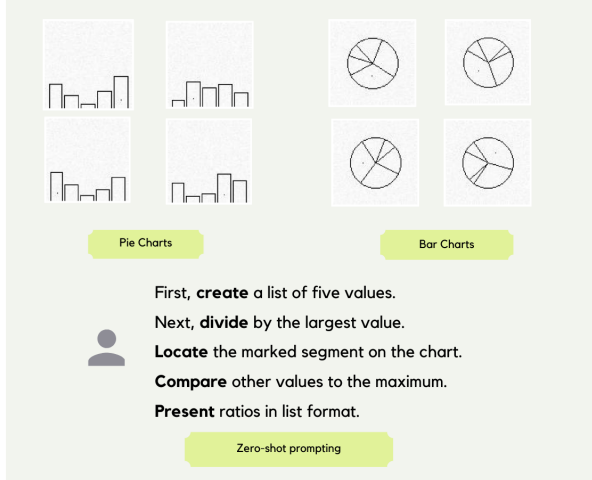 Pie Charts
Bar Charts
First, create a list of five values.
Next, divide by the largest value.
Locate the marked segment on the chart.
Compare other values to the maximum.
Present ratios in list format.
Zero-shot prompting